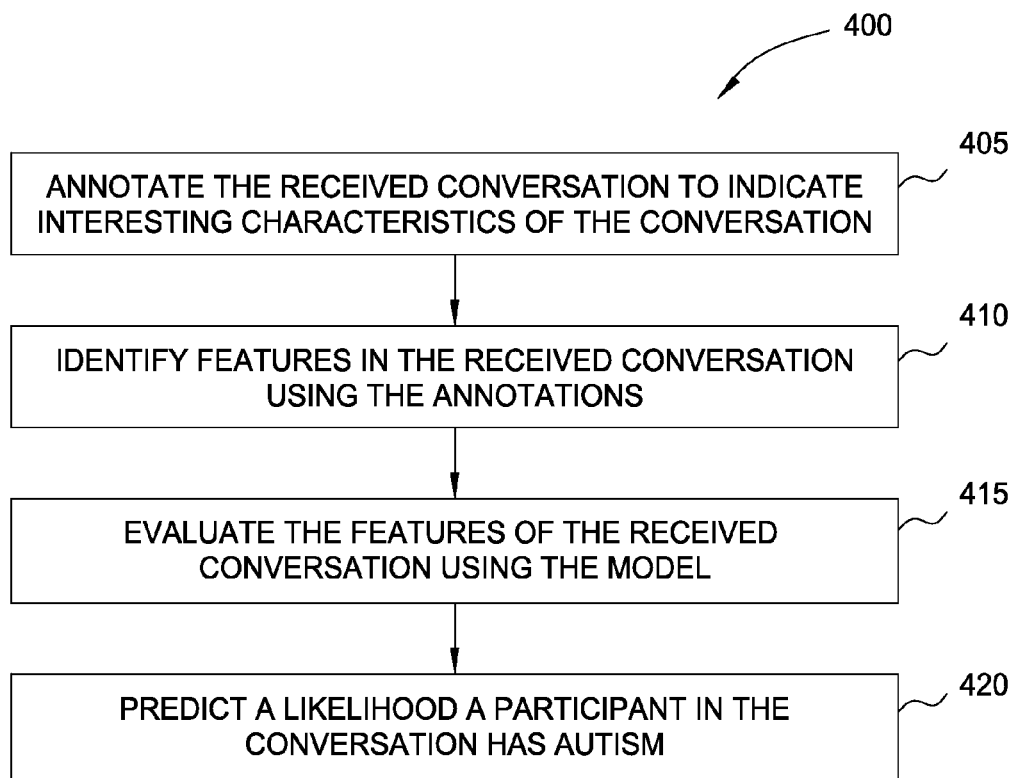 400
405
ANNOTATE THE RECEIVED CONVERSATION TO INDICATE
INTERESTING CHARACTERISTICS OF THE CONVERSATION
410
IDENTIFY FEATURES IN THE RECEIVED CONVERSATION
USING THE ANNOTATIONS
415
EVALUATE THE FEATURES OF THE RECEIVED
CONVERSATION USING THE MODEL
420
PREDICT A LIKELIHOOD A PARTICIPANT IN THE
CONVERSATION HAS AUTISM